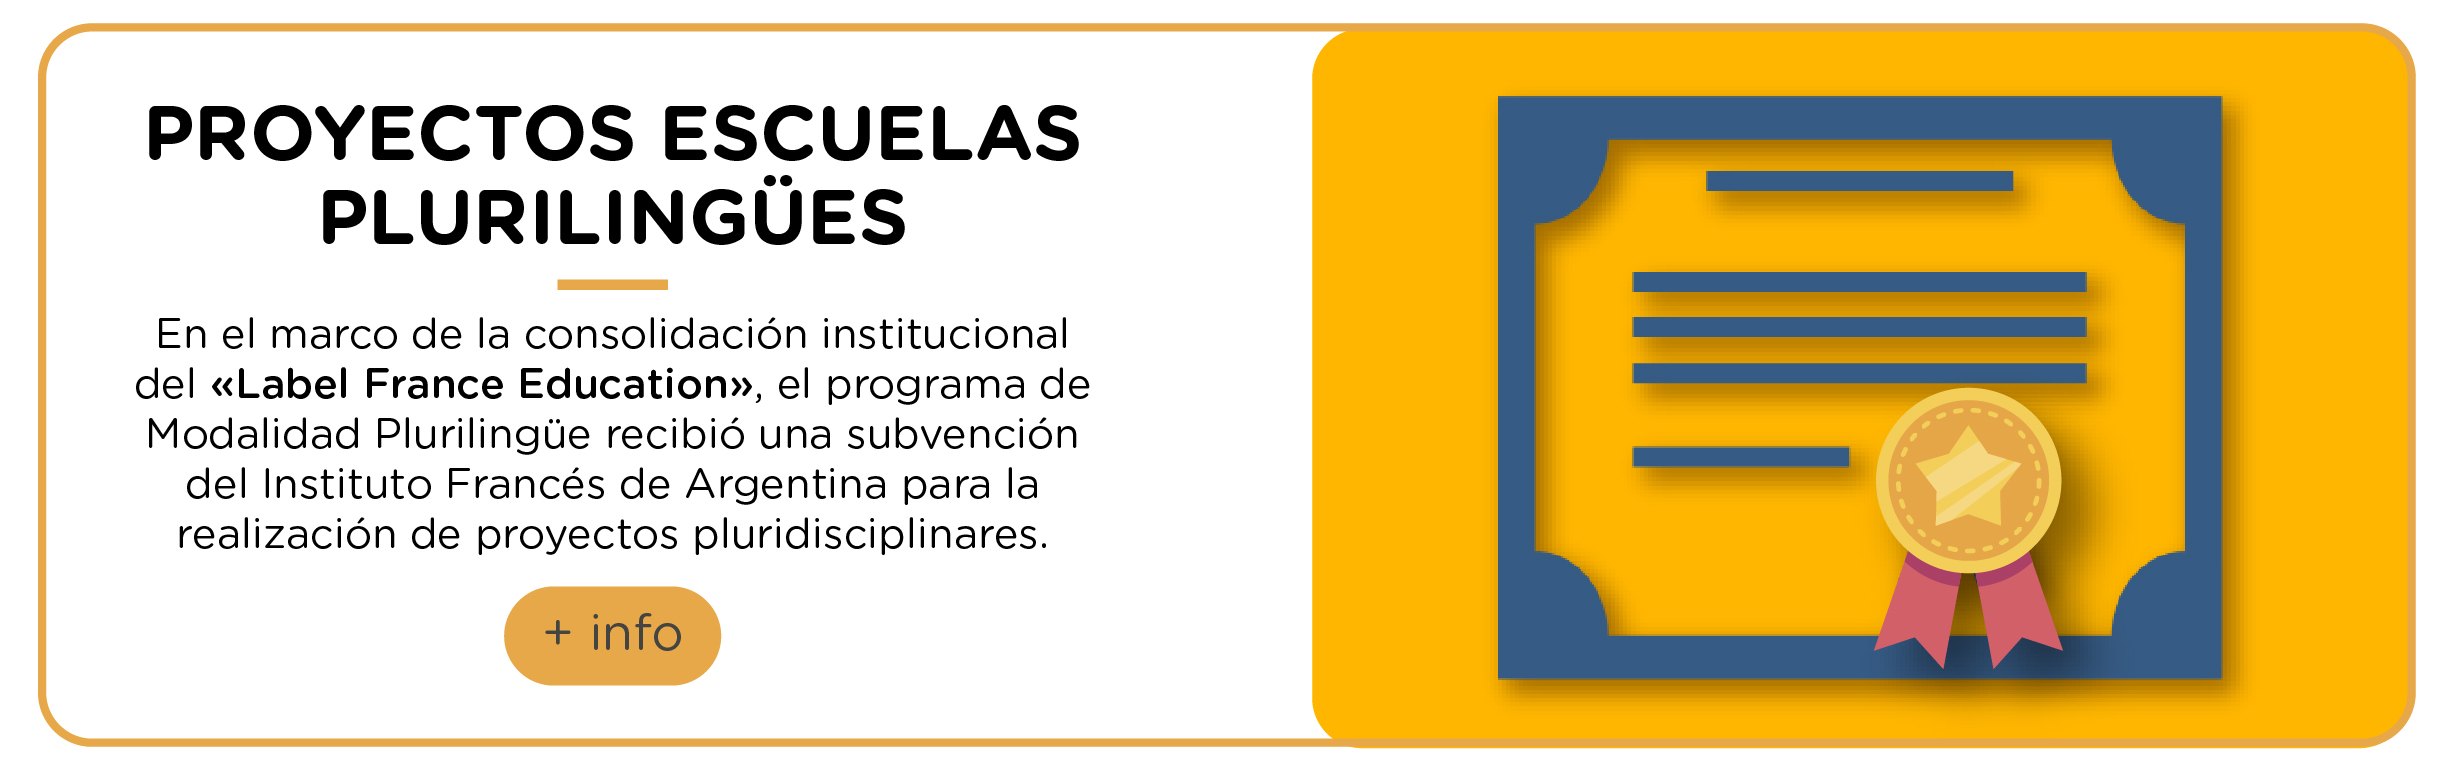 PROYECTOS ESCUELAS
PLURILINGÜES
En el marco de la consolidación institucional
del «Label France Education», el programa de
Modalidad Plurilingüe recibió una subvención
del Instituto Francés de Argentina para la
realización de proyectos pluridisciplinares.
+ info